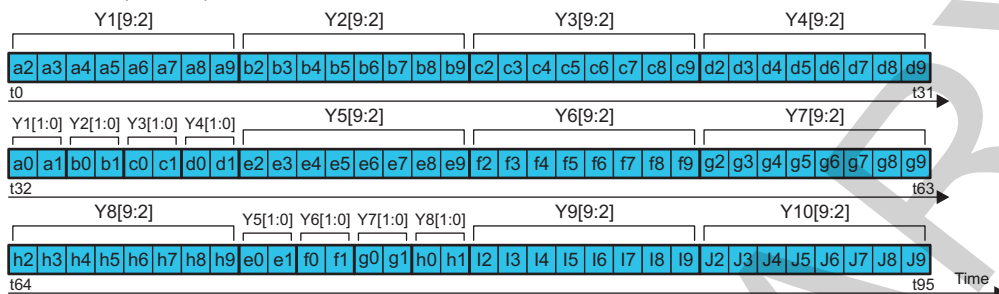 Y1[9:2] Y2[9:2] Y3[9:2] Y4[9:2]
a2 a3 a4 a5 a6 a7 a8 a9 b2 b3 b4 b5 b6 b7 b8 b9 c2 c3 c4 c5 c6 c7 c8 c9 d2 d3 d4 d5 d6 d7 d8 d9
t0 t31
Y1[1:0] Y2[1:0] Y3[1:0] Y4[1:0] Y5[9:2] Y6[9:2] Y7[9:2]
a0 a1 b0 b1 c0 c1 d0 d1 e2 e3 e4 e5 e6 e7 e8 e9 f2 f3 f4 f5 f6 f7 f8 f9 g2 g3 g4 g5 g6 g7 g8 g9
t32 t63
Y8[9:2] Y5[1:0] Y6[1:0] Y7[1:0] Y8[1:0] Y9[9:2] Y10[9:2]
h2 h3 h4 h5 h6 h7 h8 h9 e0 e1 f0 f1 g0 g1 h0 h1 I2 I3 I4 I5 I6 I7 I8 I9 J2 J3 J4 J5 J6 J7 J8 J9
t64 t95 Time